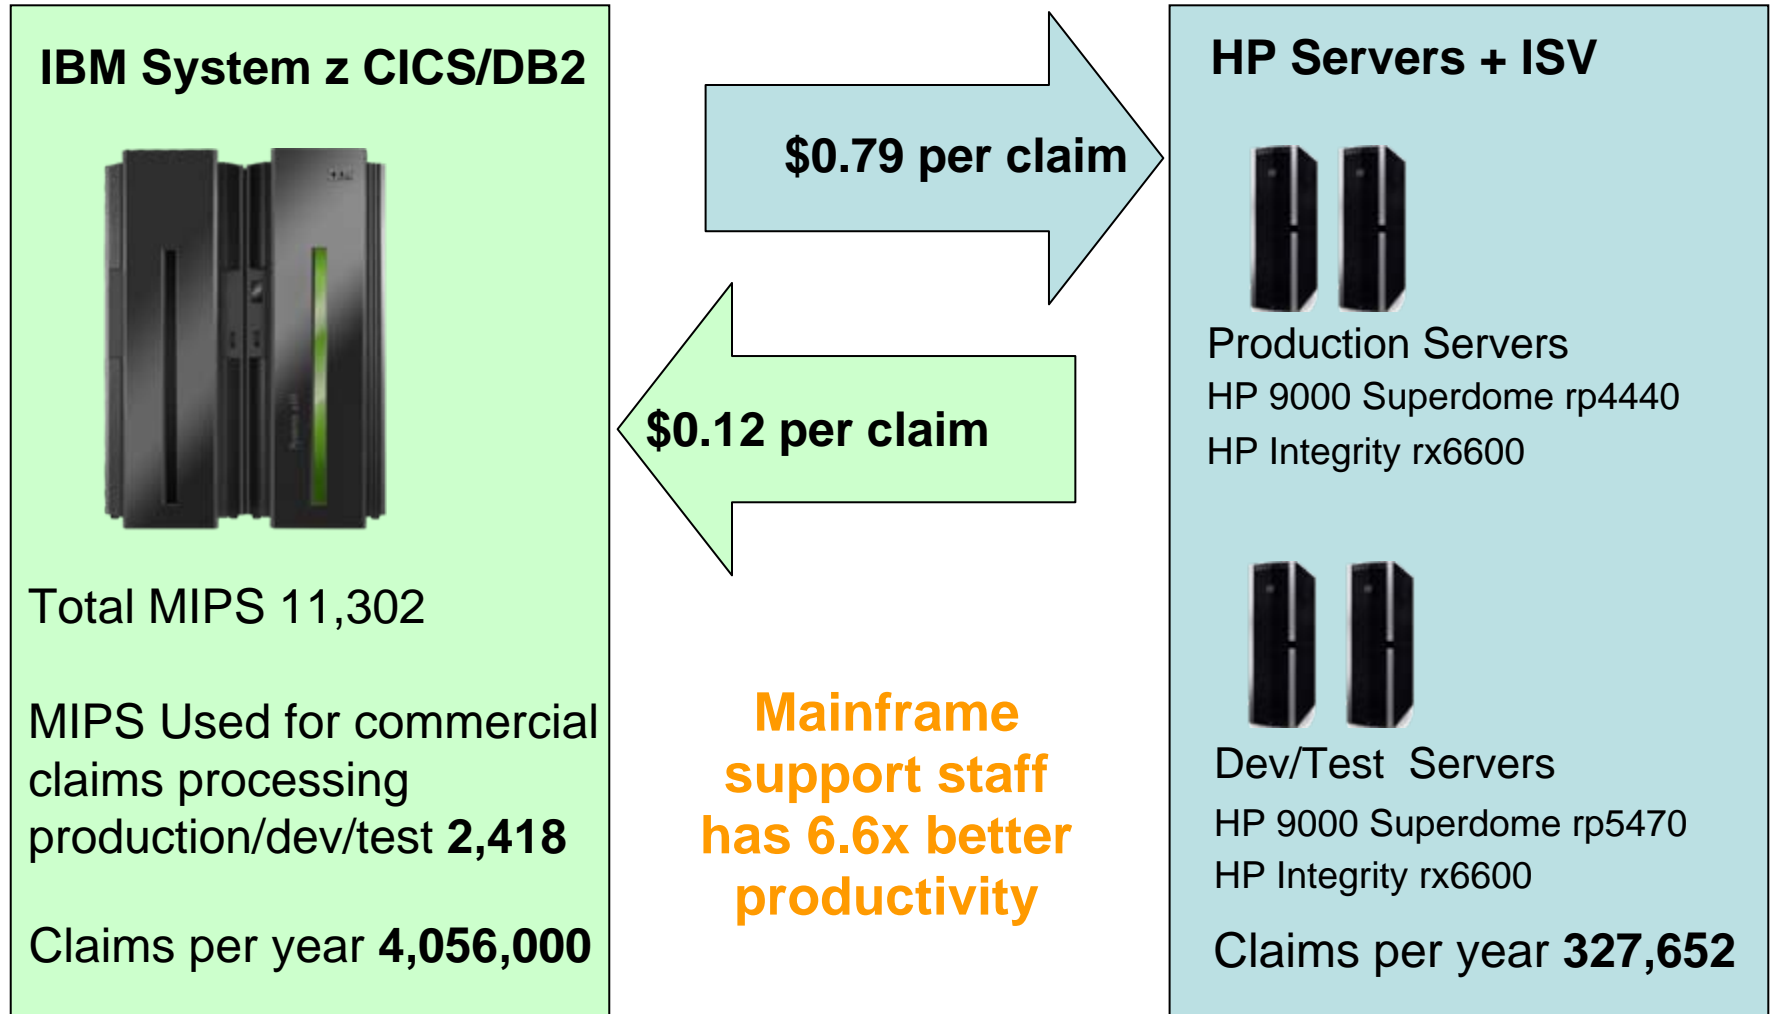 IBM System z CICS/DB2
Total MIPS 11,302
MIPS Used for commercial
claims processing
production/dev/test 2,418
Claims per year 4,056,000
$0.79 per claim
$0.12 per claim
Mainframe
support staff
has 6.6x better
productivity
HP Servers + ISV
Production Servers
HP 9000 Superdome rp4440
HP Integrity rx6600
Dev/Test Servers
HP 9000 Superdome rp5470
HP Integrity rx6600
Claims per year 327,652